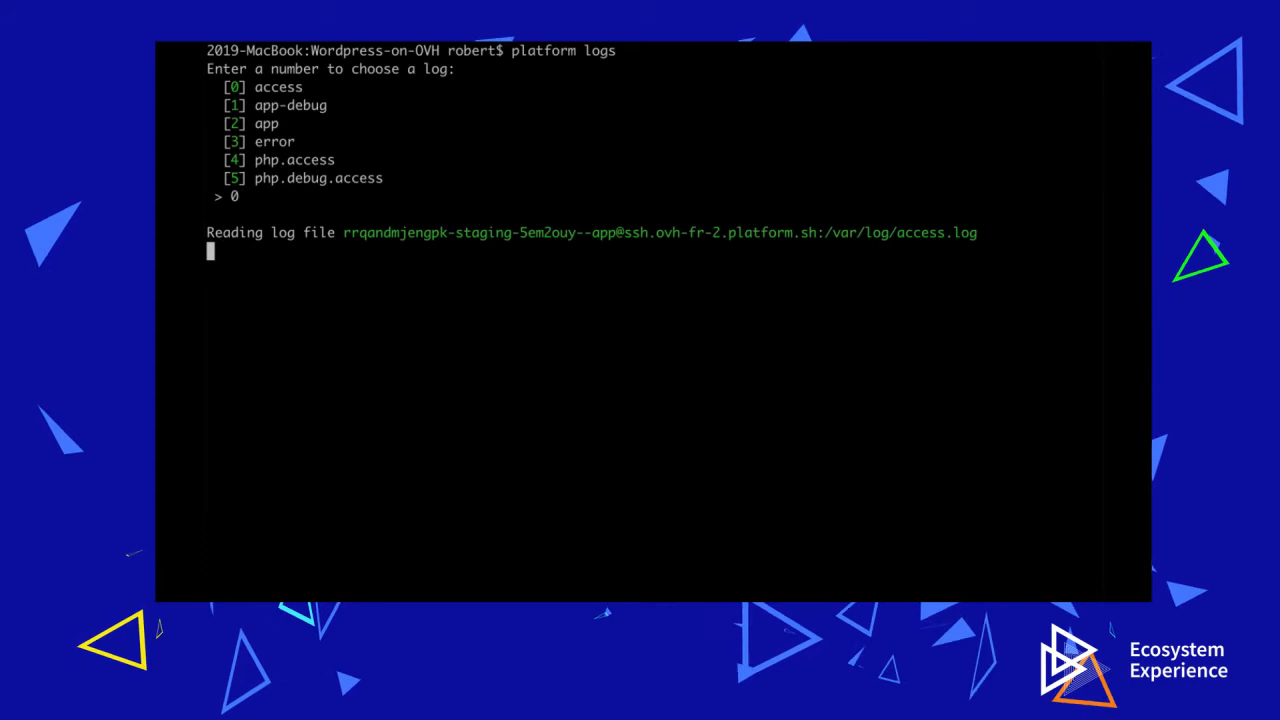 2019-MacBook:Wordpress-on-OVH robert$ platform logs
Enter a number to choose a log:
[0] access
[1] app-debug
[2] app
[3] error
[4] php.access
[5] php.debug.access
> 0
Reading log file rrqandmjengpk-staging-5em2ouy--app@ssh.ovh-fr-2.platform.sh:/var/log/access.log
Ecosystem
Experience